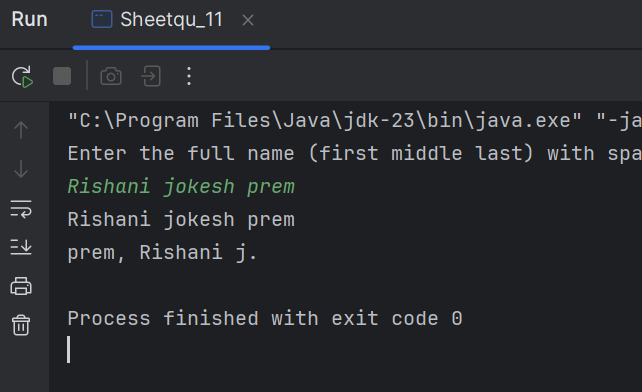 Run Sheetqu_11
"C:\Program Files\Java\jdk-23\bin\java.exe" "-ja
Enter the full name (first middle last) with spa
Rishani jokesh prem
Rishani jokesh prem
prem, Rishani j.
Process finished with exit code 0